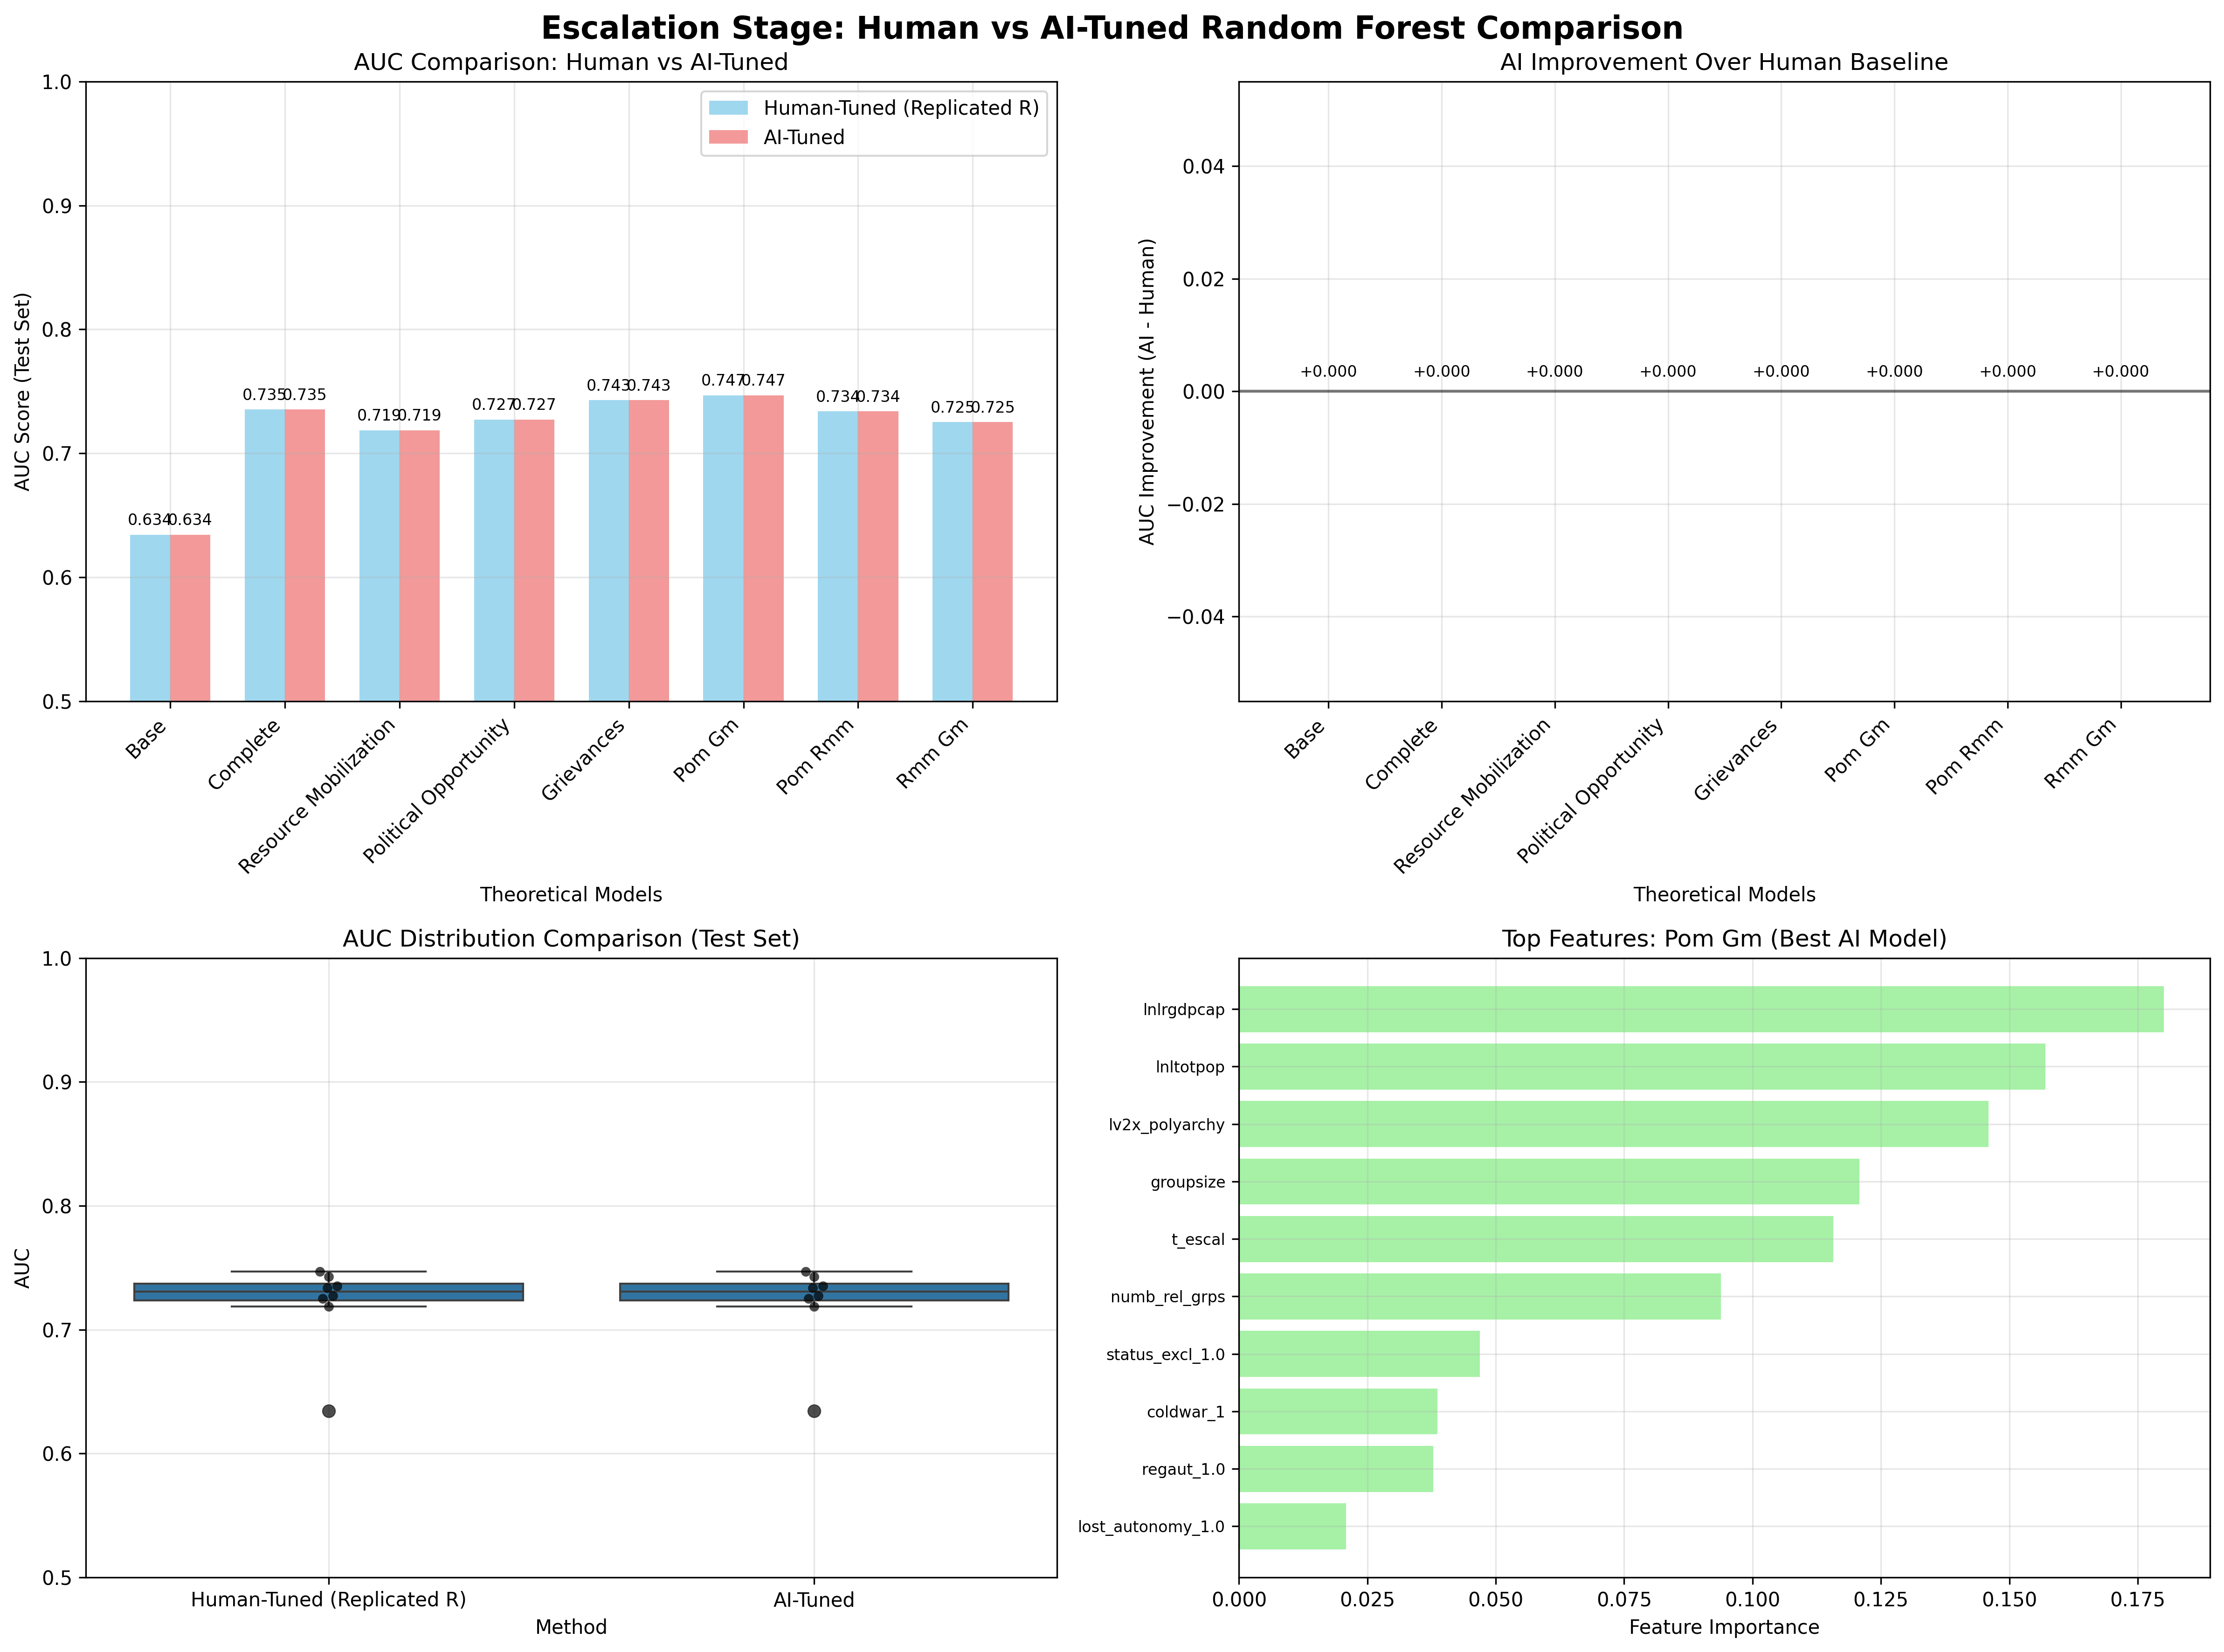 Escalation Stage: Human vs AI-Tuned Random Forest Comparison
AUC Comparison: Human vs AI-Tuned
Human-Tuned (Replicated R)
AI-Tuned
AUC Score (Test Set)
1.0
0.9
0.8
0.7
0.6
0.5
0.634 0.634
0.735 0.735
0.719 0.719
0.727 0.727
0.743 0.743
0.747 0.747
0.734 0.734
0.725 0.725
Base
Complete
Resource Mobilization
Political Opportunity
Grievances
Pom Gm
Pom Rmm
Rmm Gm
Theoretical Models
AI Improvement Over Human Baseline
AUC Improvement (AI - Human)
0.04
0.02
0.00
−0.02
−0.04
+0.000 +0.000 +0.000 +0.000 +0.000 +0.000 +0.000 +0.000
Base
Complete
Resource Mobilization
Political Opportunity
Grievances
Pom Gm
Pom Rmm
Rmm Gm
Theoretical Models
AUC Distribution Comparison (Test Set)
AUC
1.0
0.9
0.8
0.7
0.6
0.5
Human-Tuned (Replicated R)
AI-Tuned
Method
Top Features: Pom Gm (Best AI Model)
lnlrgdpcap
lnltotpop
lv2x_polyarchy
groupsize
t_escal
numb_rel_grps
status_excl_1.0
coldwar_1
regaut_1.0
lost_autonomy_1.0
0.000 0.025 0.050 0.075 0.100 0.125 0.150 0.175
Feature Importance